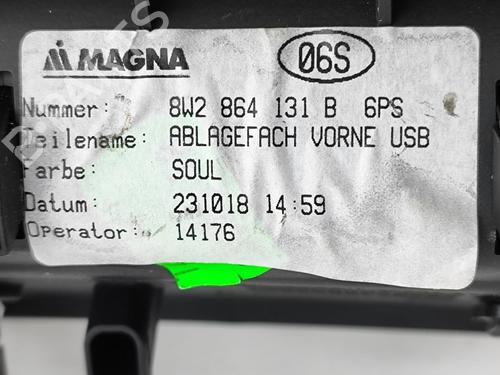 MAGNA 06S
Nummer: 8W2 864 131 B 6PS
Teilename: ABLAGEFACH VORNE USB
Farbe: SOUL
Datum: 231018 14:59
Operator: 14176